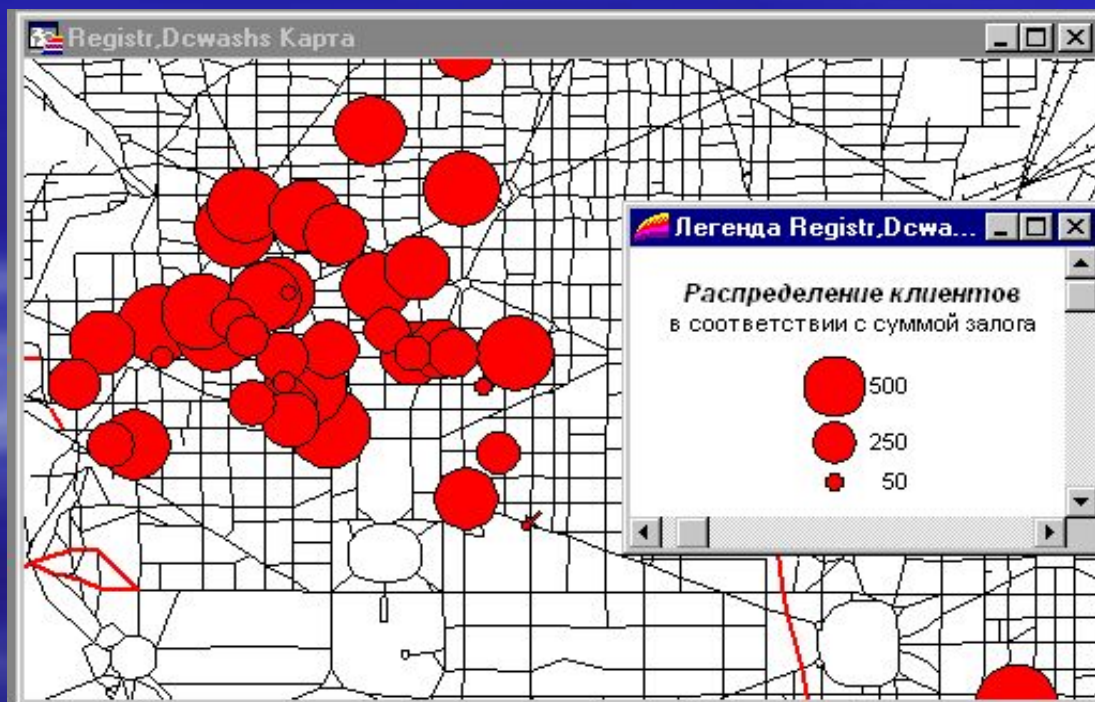 Registr,Dcwashs Карта
Легенда Registr,Dcwa...
Распределение клиентов
в соответствии с суммой залога
500
250
50